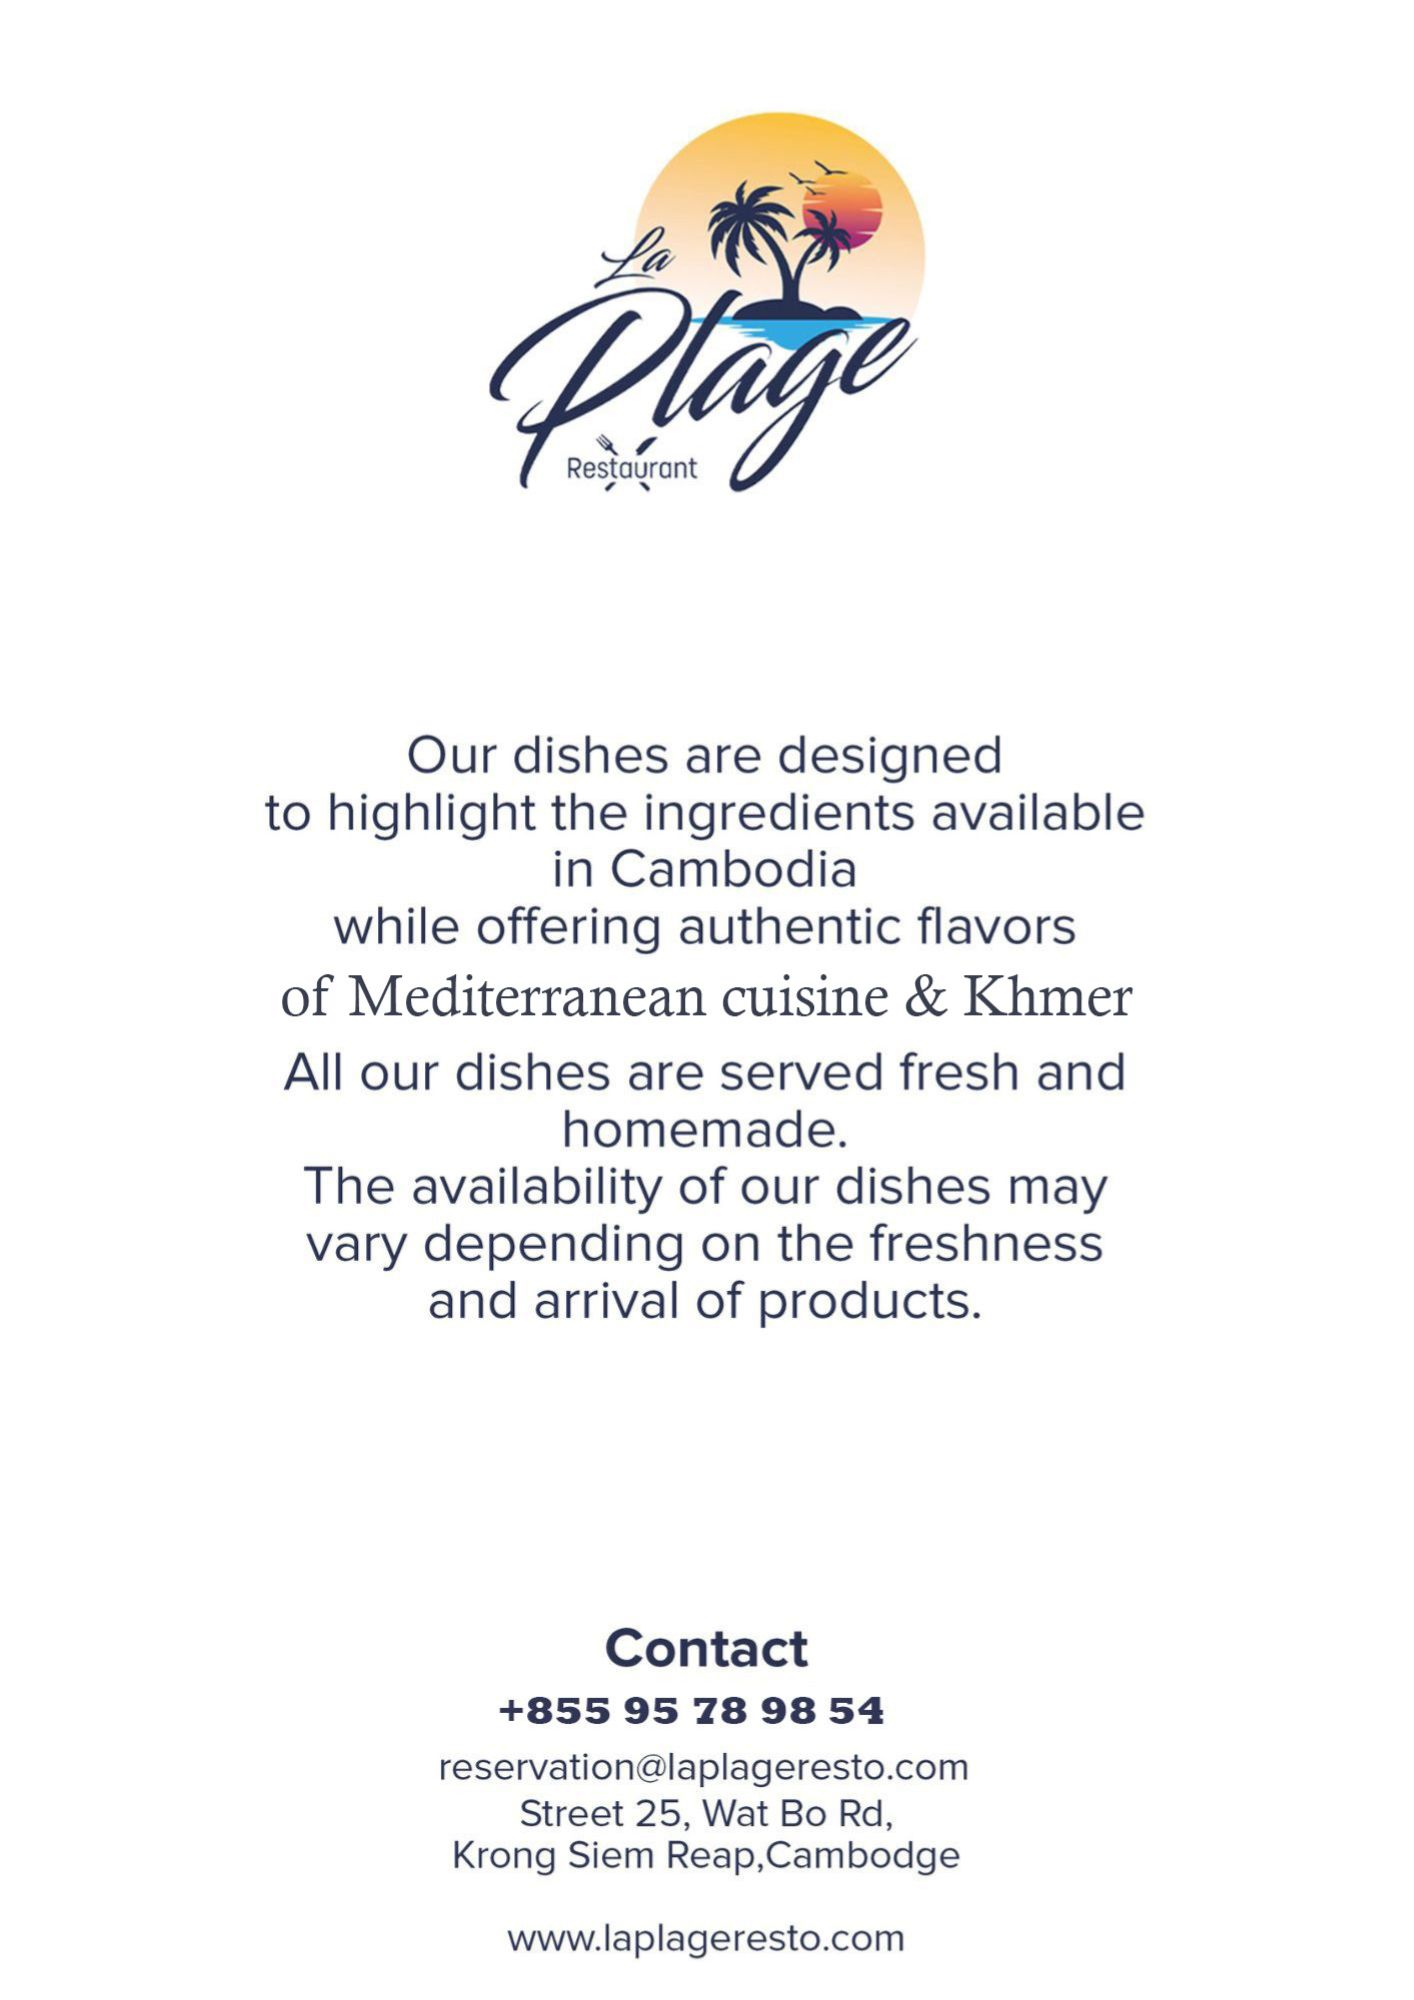 La
Plage
Restaurant
Our dishes are designed
to highlight the ingredients available
in Cambodia
while offering authentic flavors
of Mediterranean cuisine & Khmer
All our dishes are served fresh and
homemade.
The availability of our dishes may
vary depending on the freshness
and arrival of products.
Contact
+855 95 78 98 54
reservation@laplageresto.com
Street 25, Wat Bo Rd,
Krong Siem Reap,Cambodge
www.laplageresto.com